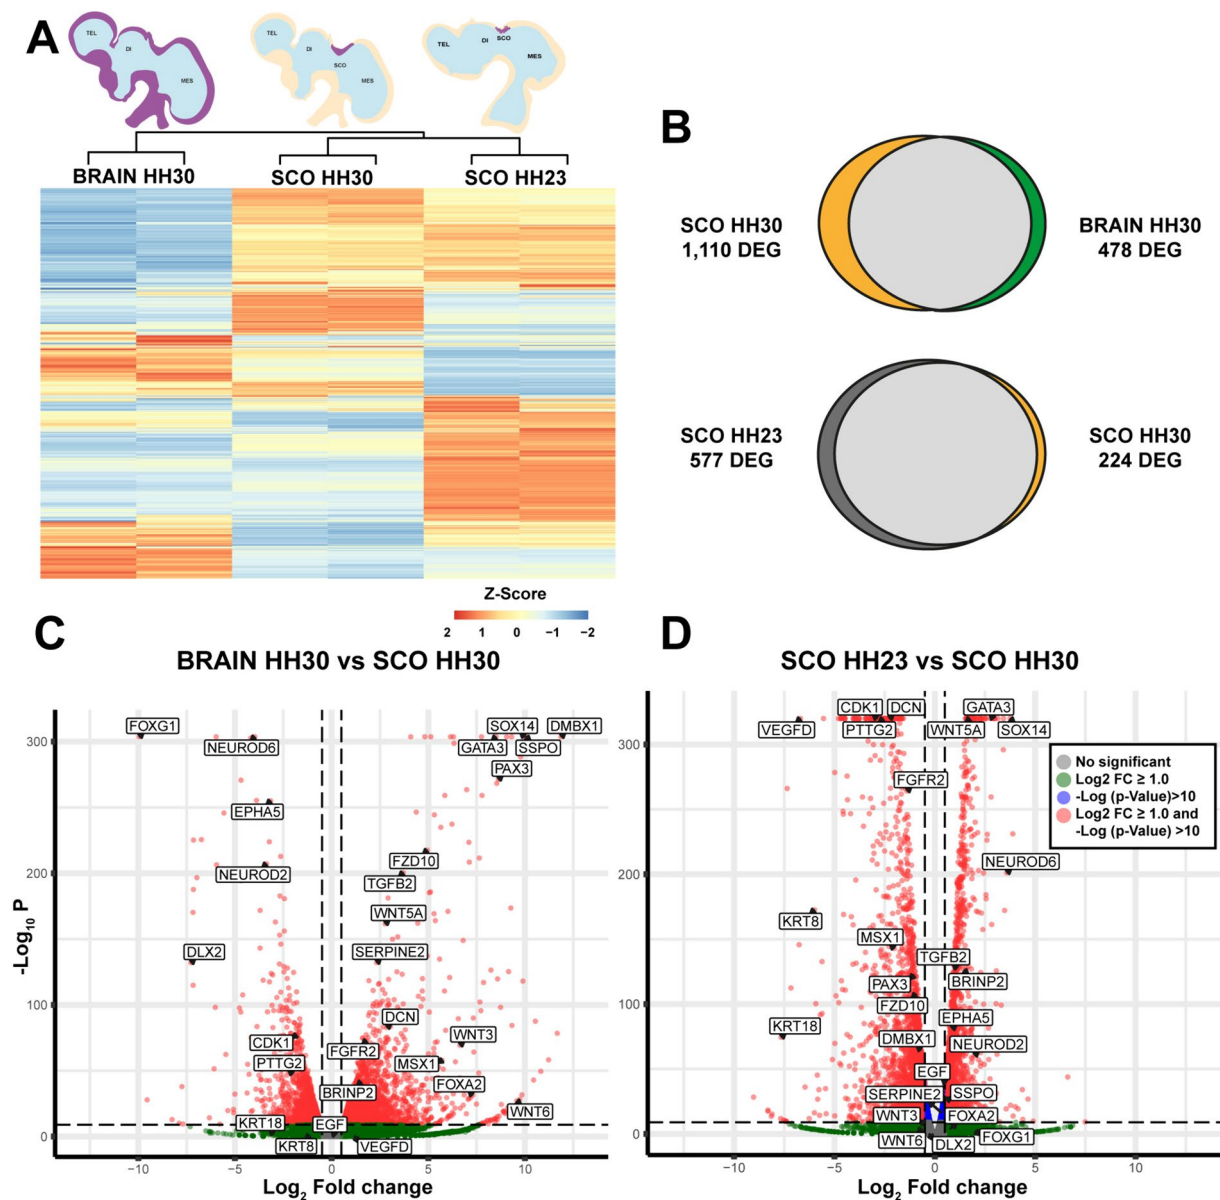 A
TEL
DI
MES
TEL
DI
SCO
MES
TEL
DI
SCO
MES
BRAIN HH30
SCO HH30
SCO HH23
Z-Score
2 1 0 −1 −2
B
SCO HH30
1,110 DEG
BRAIN HH30
478 DEG
SCO HH23
577 DEG
SCO HH30
224 DEG
C
BRAIN HH30 vs SCO HH30
FOXG1
SOX14
DMBX1
NEUROD6
GATA3
SSPO
PAX3
EPHA5
FZD10
NEUROD2
TGFB2
WNT5A
DLX2
SERPINE2
DCN
CDK1
WNT3
FGFR2
PTTG2
MSX1
BRINP2
FOXA2
WNT6
KRT18
EGF
KRT8
VEGFD
300
200
100
0
-Log10 P
−10
−5
0
5
10
Log2 Fold change
D
SCO HH23 vs SCO HH30
CDK1
DCN
GATA3
VEGFD
PTTG2
WNT5A
SOX14
FGFR2
No significant
Log2 FC ≥ 1.0
-Log (p-Value)>10
Log2 FC ≥ 1.0 and
-Log (p-Value) >10
NEUROD6
KRT8
MSX1
TGFB2
PAX3
BRINP2
FZD10
EPHA5
KRT18
DMBX1
NEUROD2
EGF
SERPINE2
SSPO
WNT3
FOXA2
WNT6
DLX2
FOXG1
300
200
100
0
−10
−5
0
5
10
Log2 Fold change